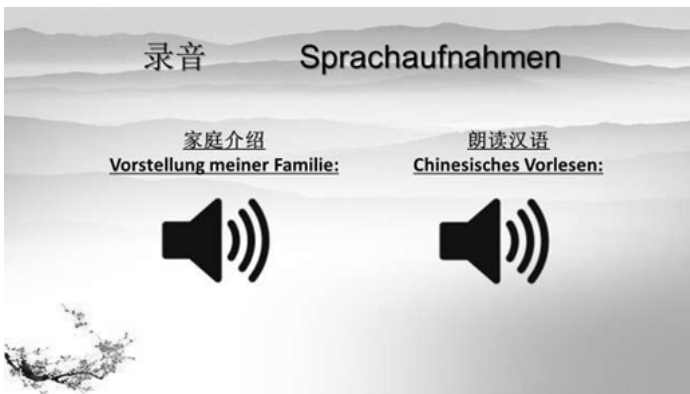 录音 Sprachaufnahmen
家庭介绍
Vorstellung meiner Familie:
朗读汉语
Chinesisches Vorlesen: